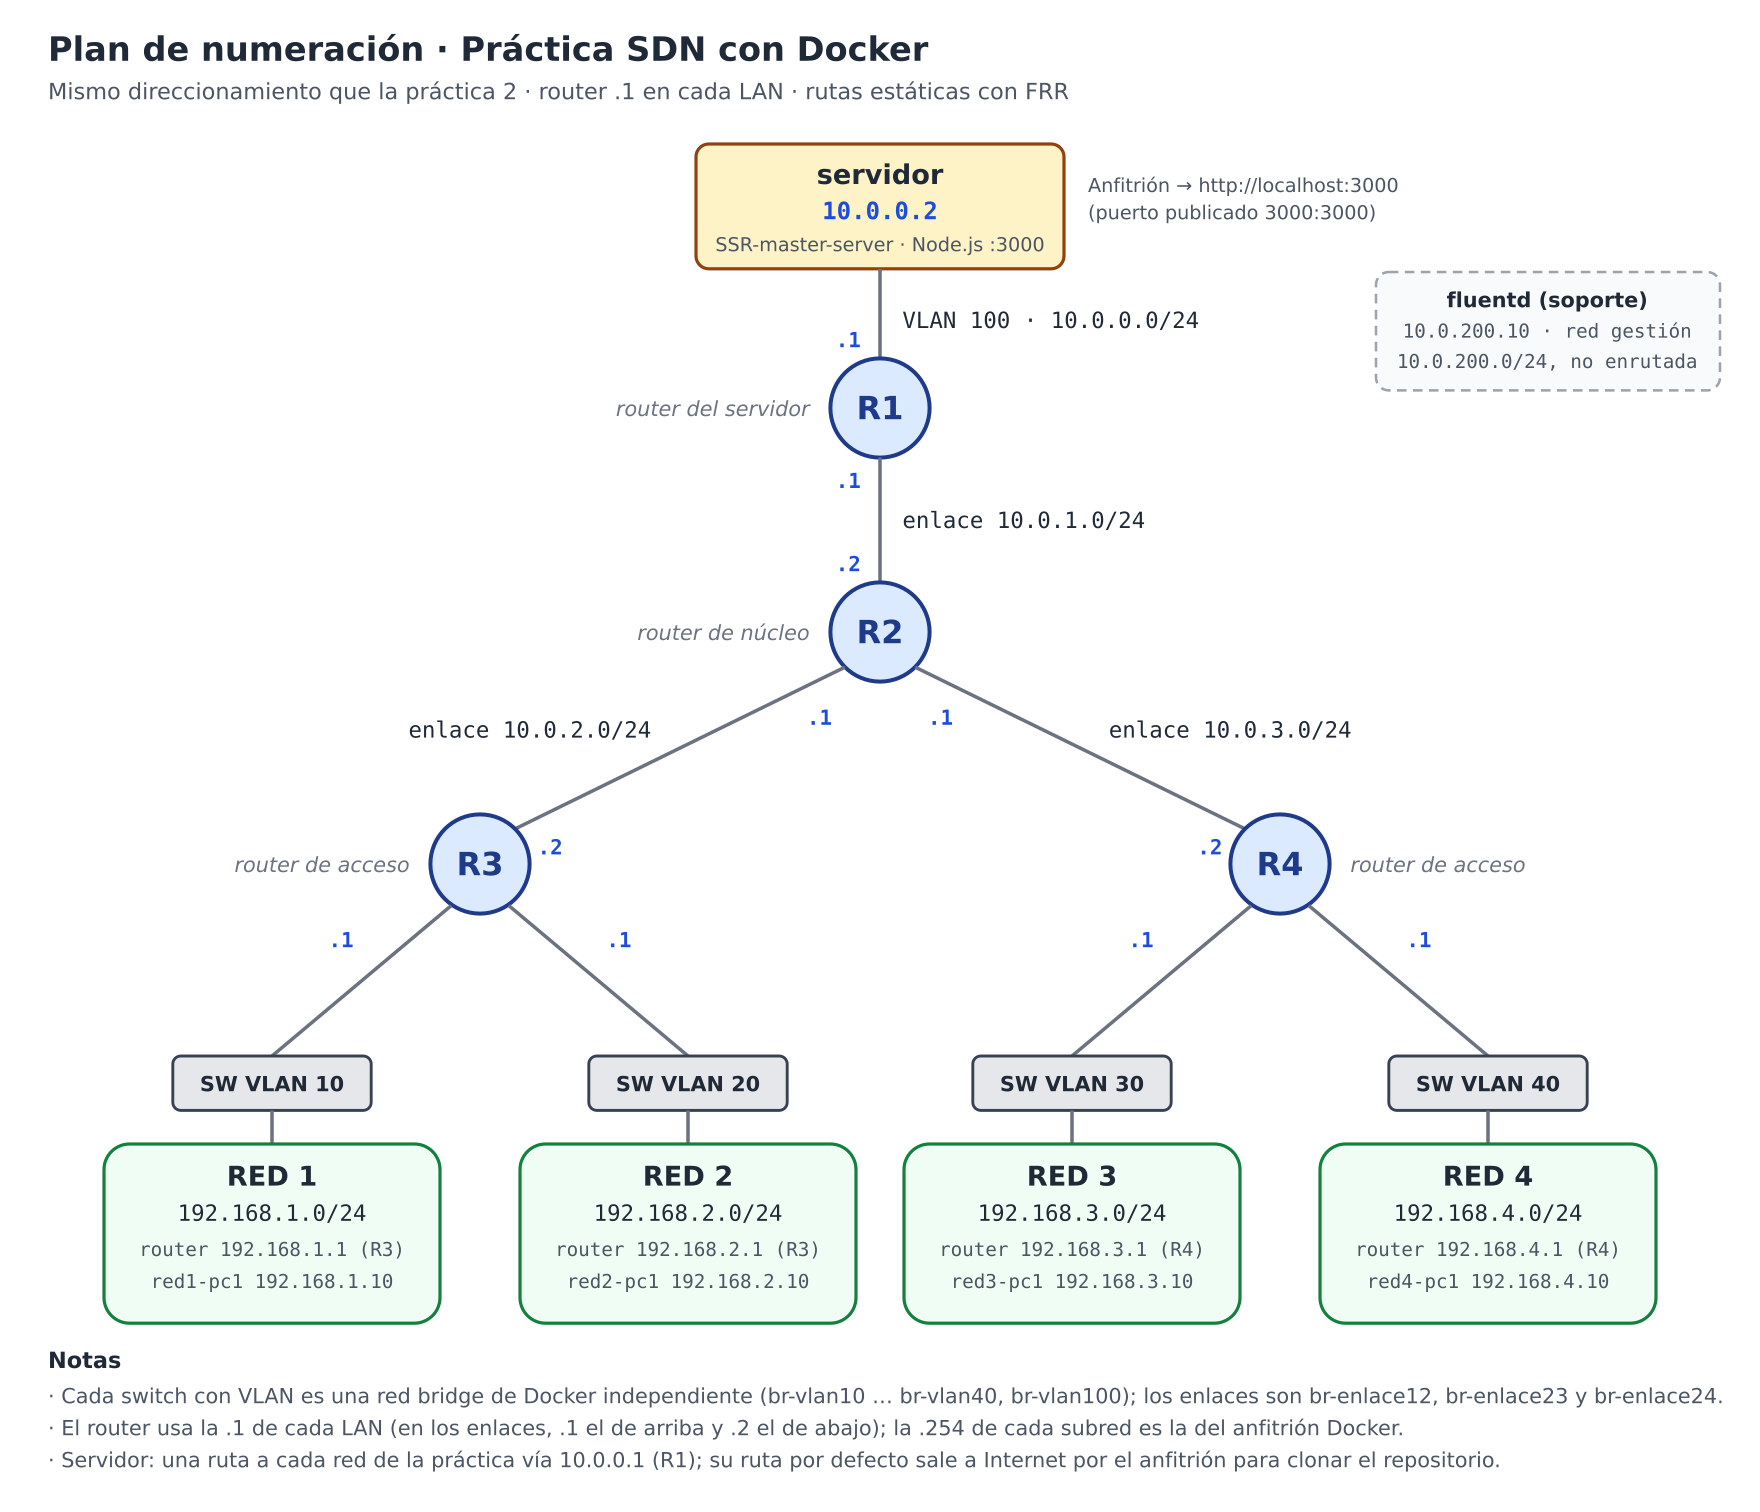 Plan de numeración · Práctica SDN con Docker
Mismo direccionamiento que la práctica 2 · router .1 en cada LAN · rutas estáticas con FRR
servidor
10.0.0.2
SSR-master-server · Node.js :3000
Anfitrión → http://localhost:3000
(puerto publicado 3000:3000)
fluentd (soporte)
10.0.200.10 · red gestión
10.0.200.0/24, no enrutada
VLAN 100 · 10.0.0.0/24
.1
router del servidor
R1
.1
enlace 10.0.1.0/24
.2
router de núcleo
R2
.1
.1
enlace 10.0.2.0/24
enlace 10.0.3.0/24
router de acceso
R3
.2
.2
R4
router de acceso
.1
.1
.1
.1
SW VLAN 10
SW VLAN 20
SW VLAN 30
SW VLAN 40
RED 1
192.168.1.0/24
router 192.168.1.1 (R3)
red1-pc1 192.168.1.10
RED 2
192.168.2.0/24
router 192.168.2.1 (R3)
red2-pc1 192.168.2.10
RED 3
192.168.3.0/24
router 192.168.3.1 (R4)
red3-pc1 192.168.3.10
RED 4
192.168.4.0/24
router 192.168.4.1 (R4)
red4-pc1 192.168.4.10
Notas
· Cada switch con VLAN es una red bridge de Docker independiente (br-vlan10 … br-vlan40, br-vlan100); los enlaces son br-enlace12, br-enlace23 y br-enlace24.
· El router usa la .1 de cada LAN (en los enlaces, .1 el de arriba y .2 el de abajo); la .254 de cada subred es la del anfitrión Docker.
· Servidor: una ruta a cada red de la práctica vía 10.0.0.1 (R1); su ruta por defecto sale a Internet por el anfitrión para clonar el repositorio.